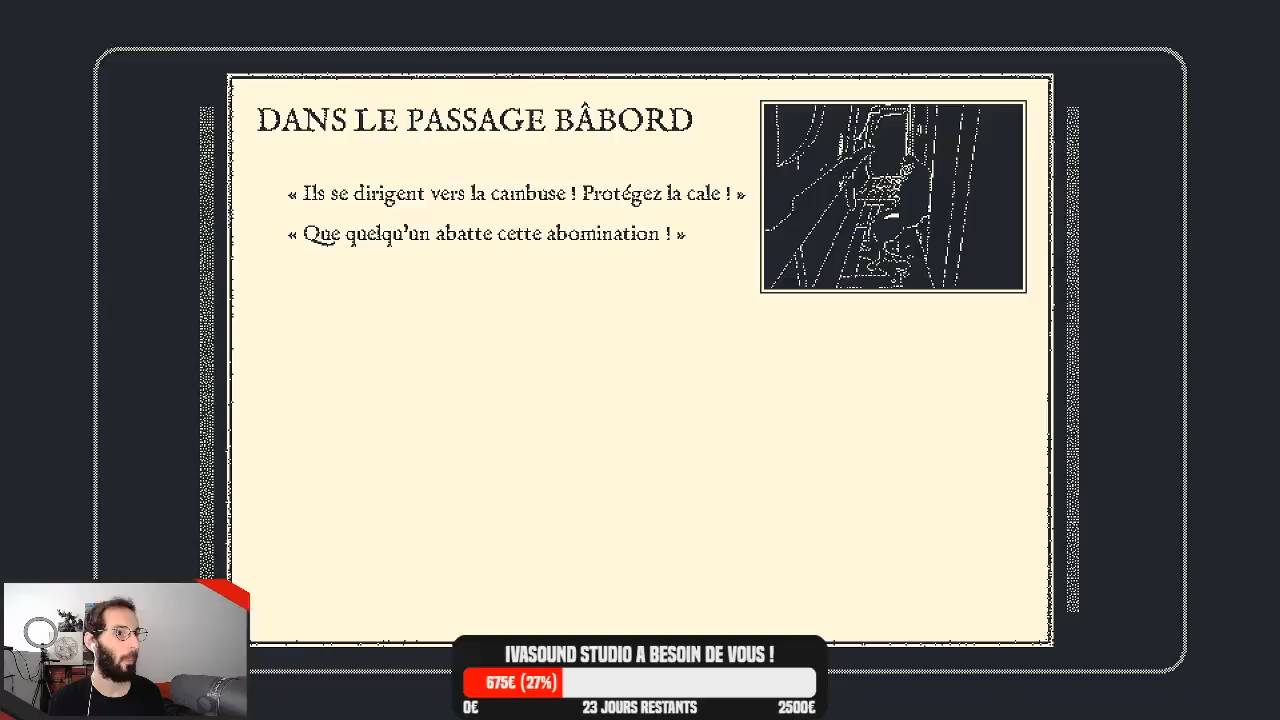 DANS LE PASSAGE BÂBORD
« Ils se dirigent vers la cambuse ! Protégez la cale ! »
« Que quelqu'un abatte cette abomination ! »
IVASOUND STUDIO A BESOIN DE VOUS !
675€ (27%)
0€ 23 JOURS RESTANTS 2500€